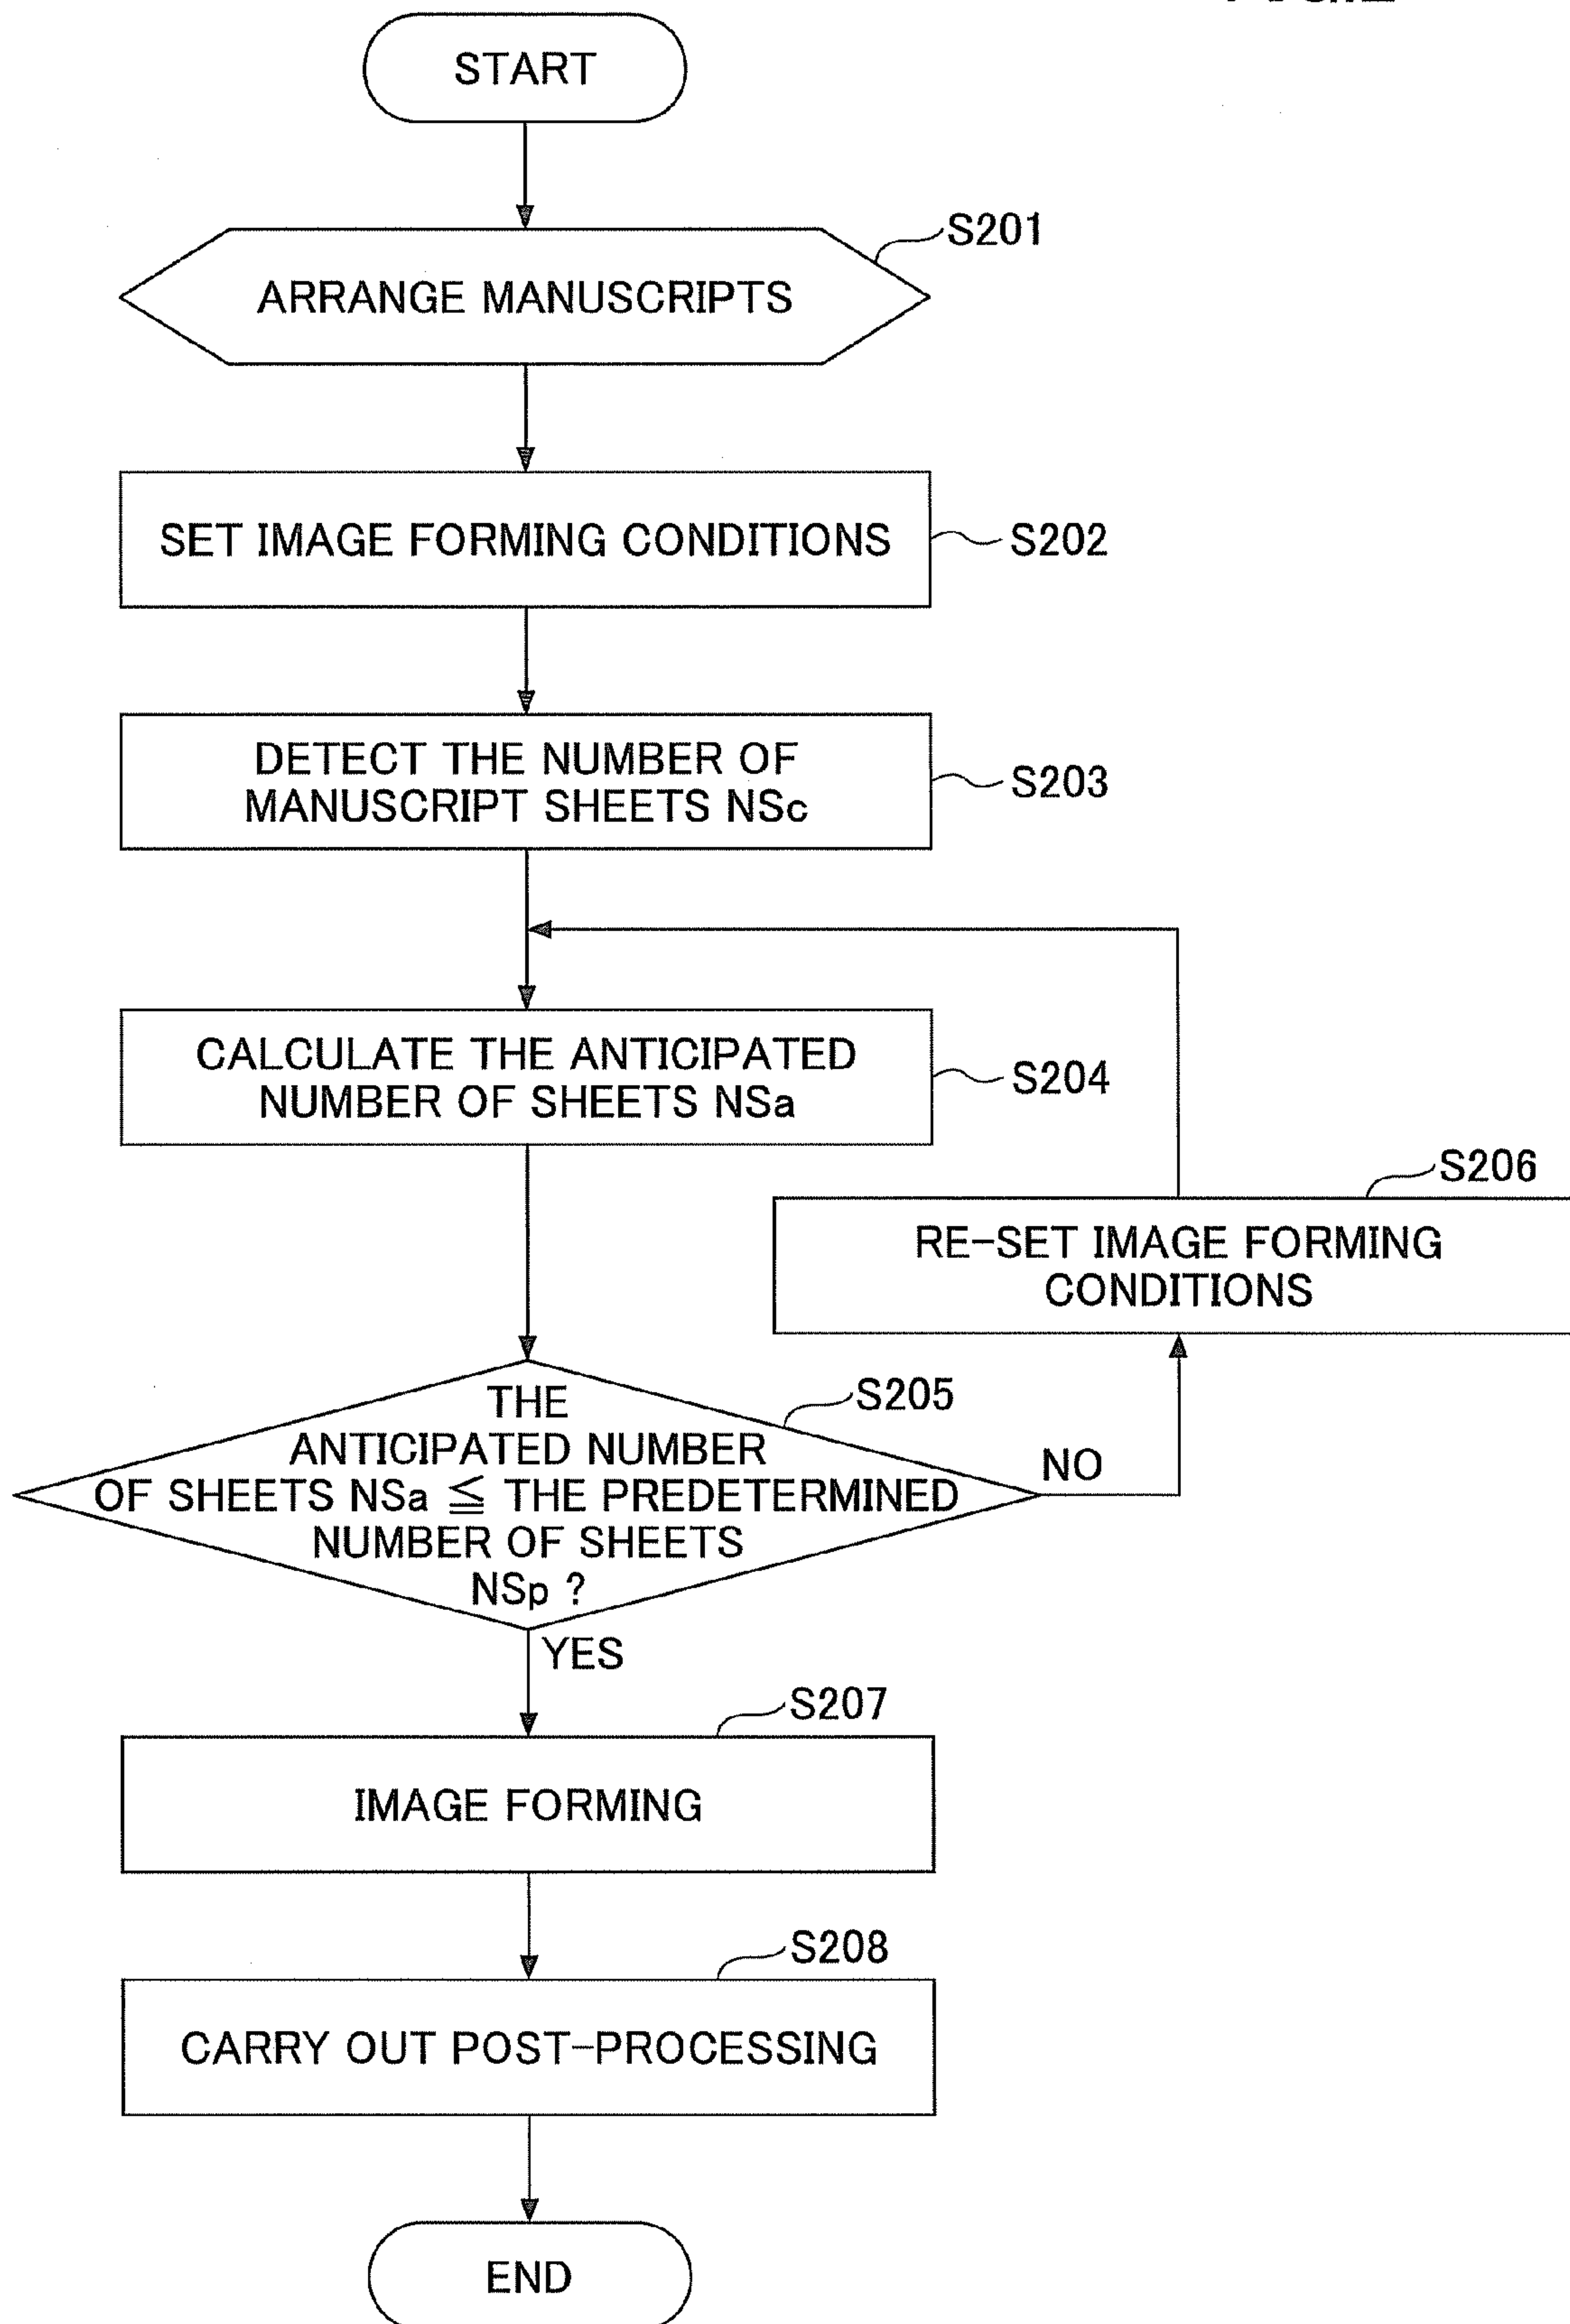 START
S201
ARRANGE MANUSCRIPTS
SET IMAGE FORMING CONDITIONS
S202
DETECT THE NUMBER OF
MANUSCRIPT SHEETS NSc
S203
CALCULATE THE ANTICIPATED
NUMBER OF SHEETS NSa
S204
S206
RE-SET IMAGE FORMING
CONDITIONS
S205
THE
ANTICIPATED NUMBER
OF SHEETS NSa ≦ THE PREDETERMINED
NUMBER OF SHEETS
NSp ?
NO
YES
S207
IMAGE FORMING
S208
CARRY OUT POST-PROCESSING
END